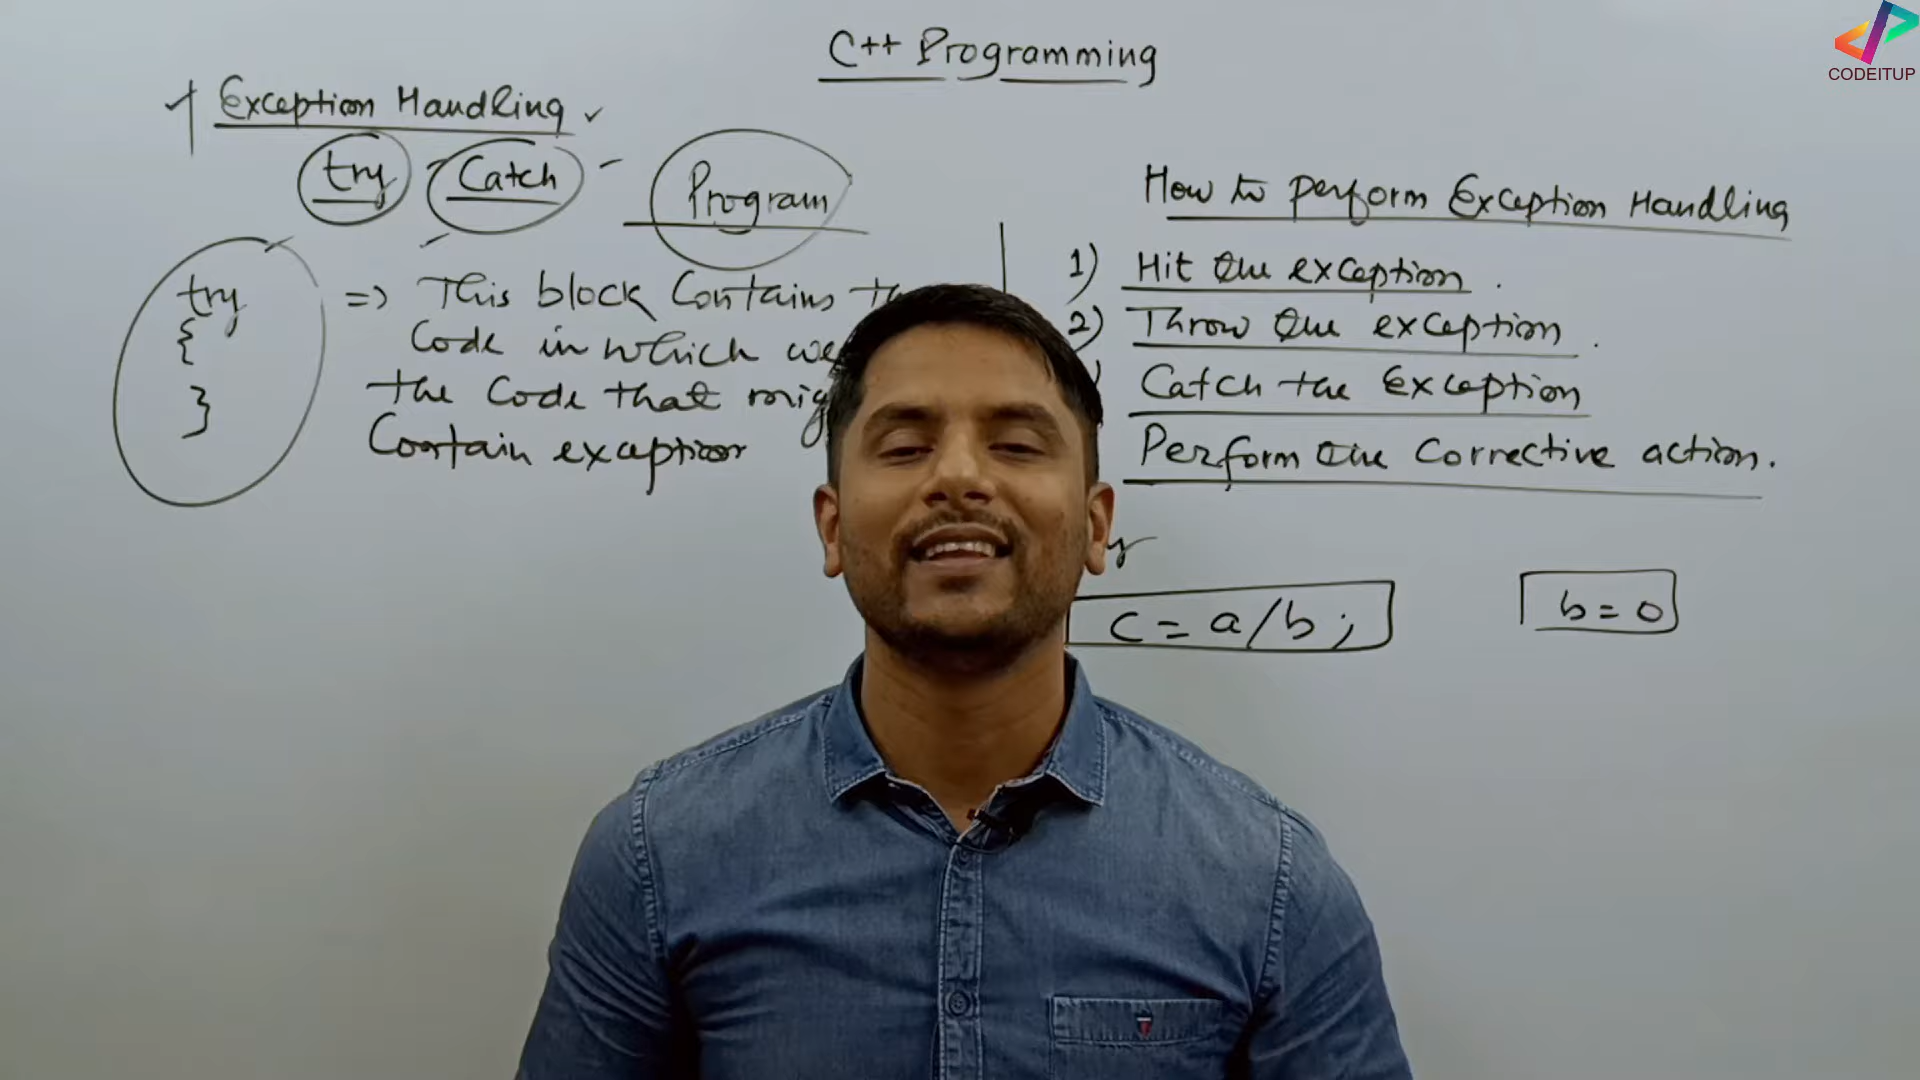 C++ Programming
CODEITUP
Exception Handling
try Catch Program
try => This block Contains
{ Code in which
} the Code that
Contain exception
How to perform Exception Handling
1) Hit the exception.
2) Throw the exception.
) Catch the Exception
Perform the Corrective action.
y
c = a/b;
b = 0